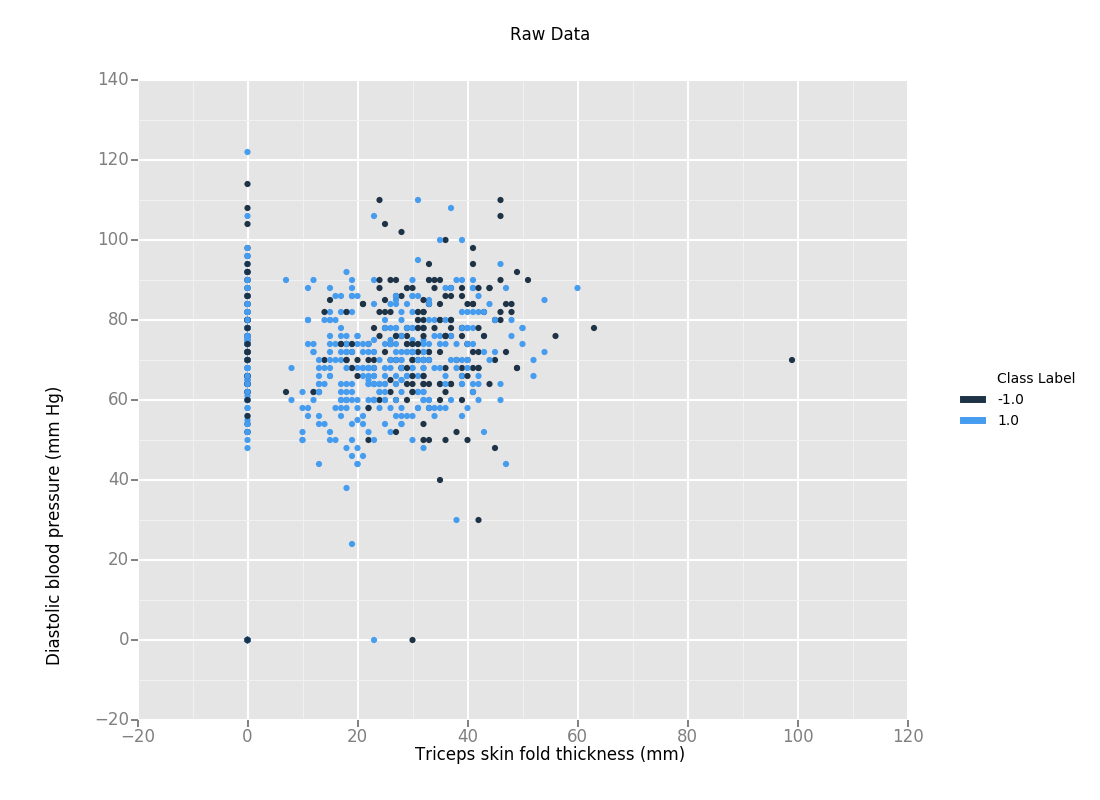 Raw Data
Diastolic blood pressure (mm Hg)
140
120
100
80
60
40
20
0
−20
−20 0 20 40 60 80 100 120
Triceps skin fold thickness (mm)
Class Label
-1.0
1.0